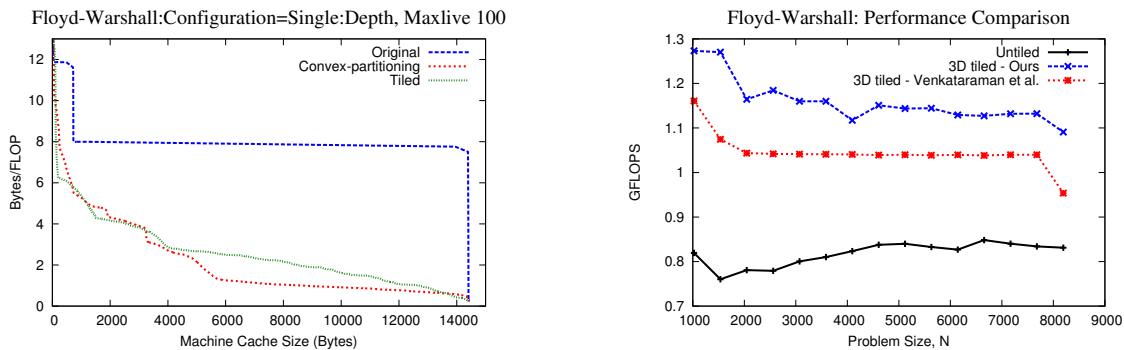 Floyd-Warshall:Configuration=Single:Depth, Maxlive 100
Bytes/FLOP
12
10
8
6
4
2
0
Original
Convex-partitioning
Tiled
0 2000 4000 6000 8000 10000 12000 14000
Machine Cache Size (Bytes)
Floyd-Warshall: Performance Comparison
GFLOPS
1.3
1.2
1.1
1
0.9
0.8
0.7
Untiled
3D tiled - Ours
3D tiled - Venkataraman et al.
1000 2000 3000 4000 5000 6000 7000 8000 9000
Problem Size, N